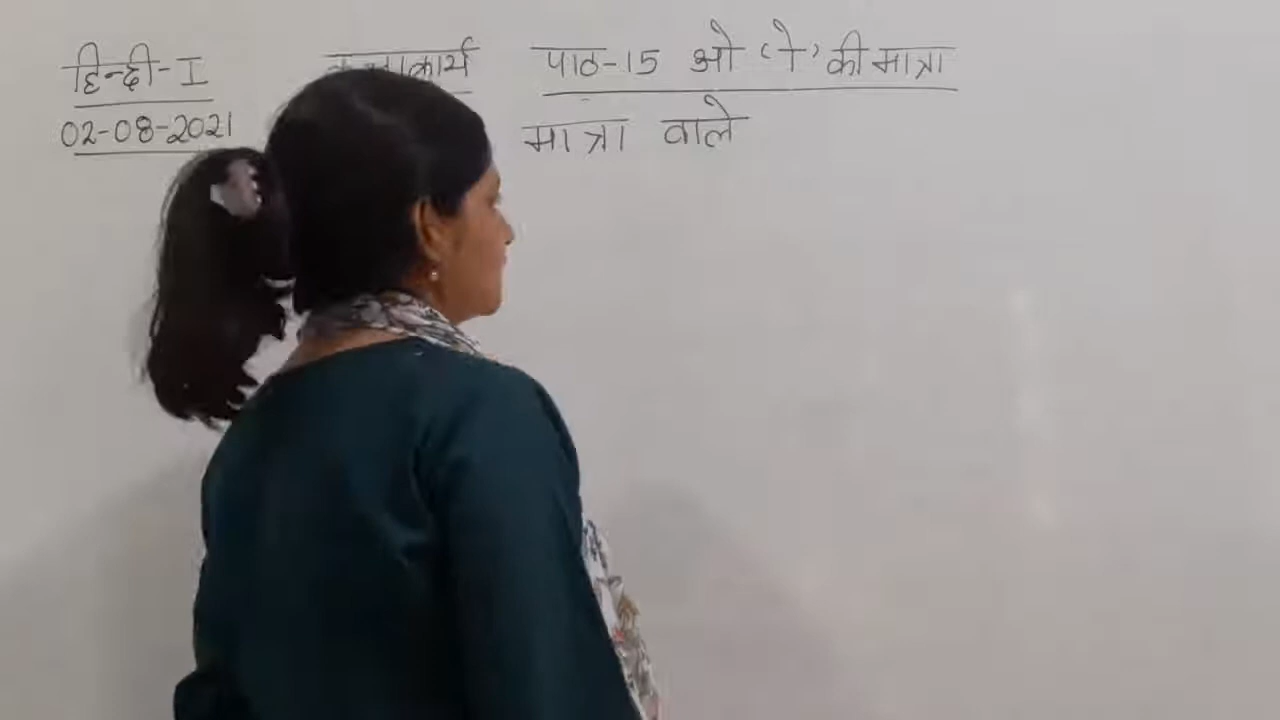 हिन्दी-I
02-08-2021
पाठ-15 ओ 'ो' की मात्रा
मात्रा वाले